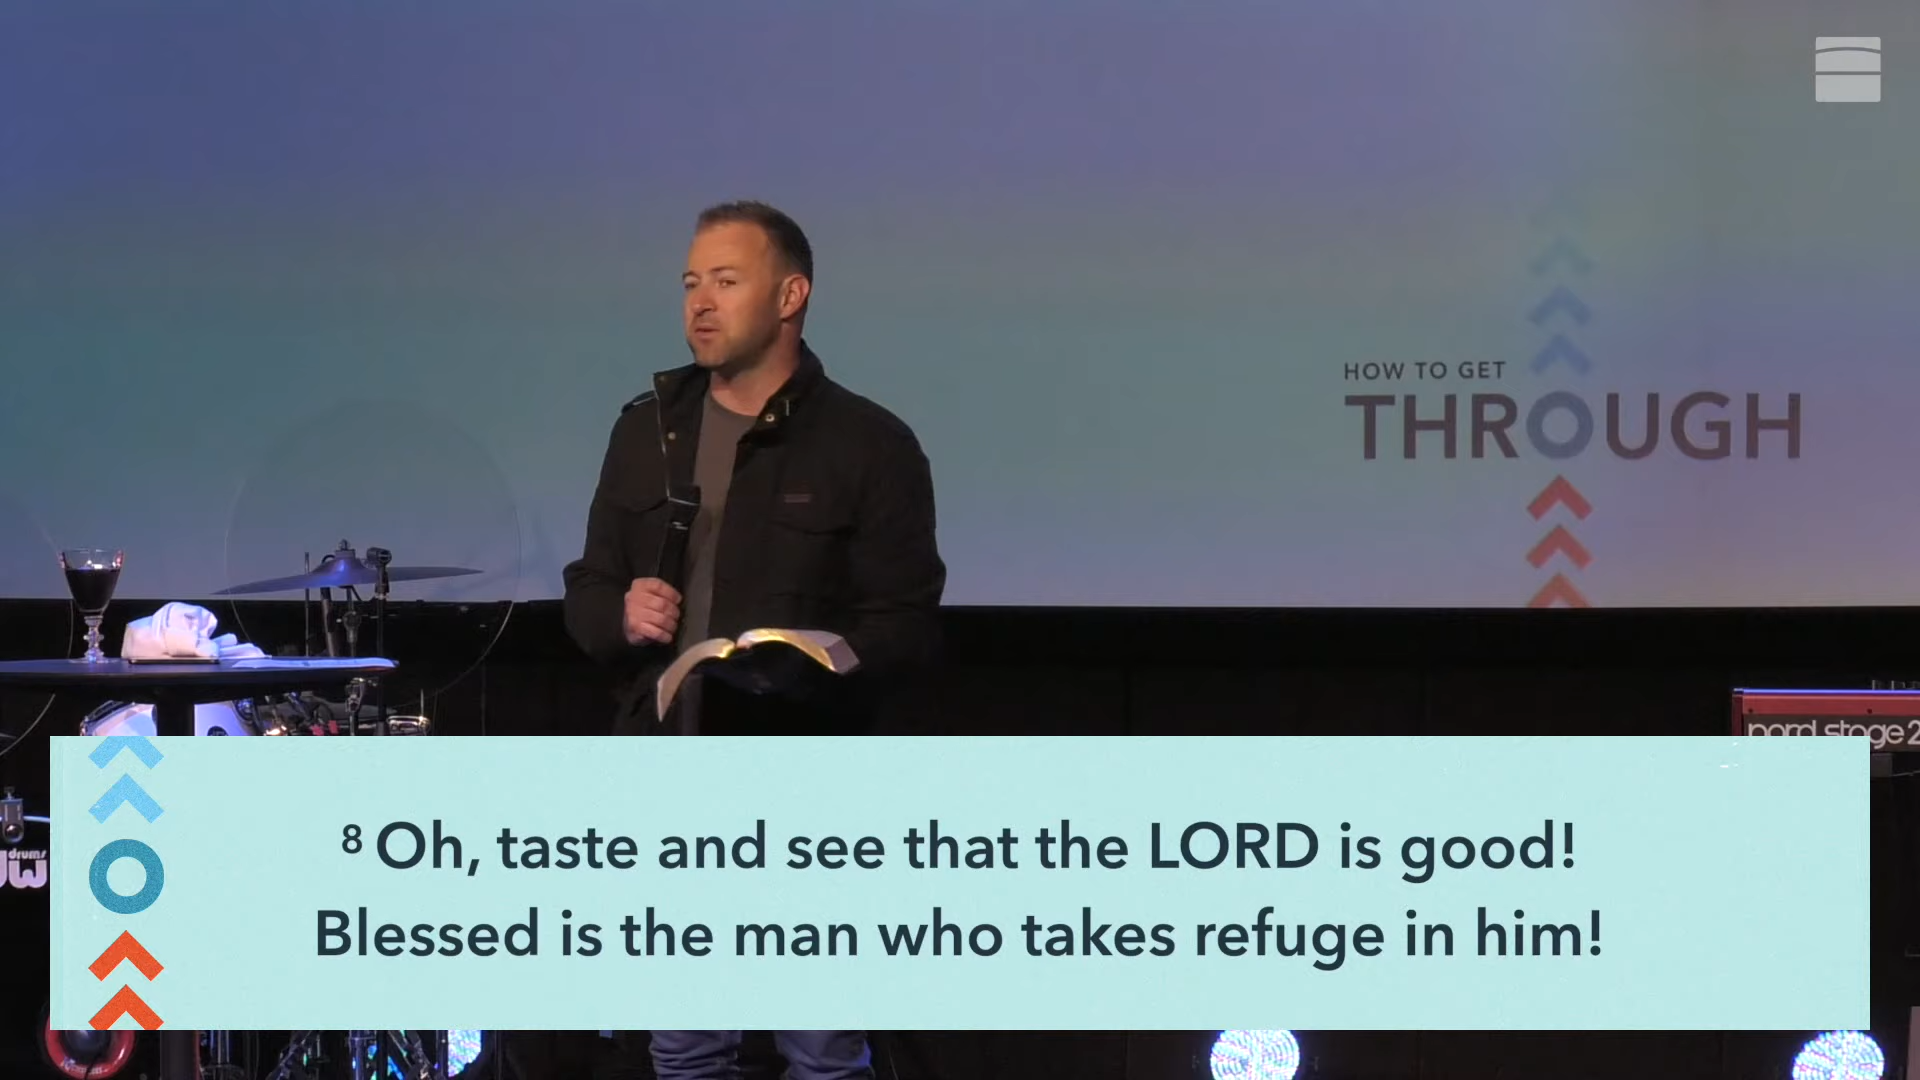 HOW TO GET
THROUGH
nord stage 2
drums
⁸ Oh, taste and see that the LORD is good!
Blessed is the man who takes refuge in him!